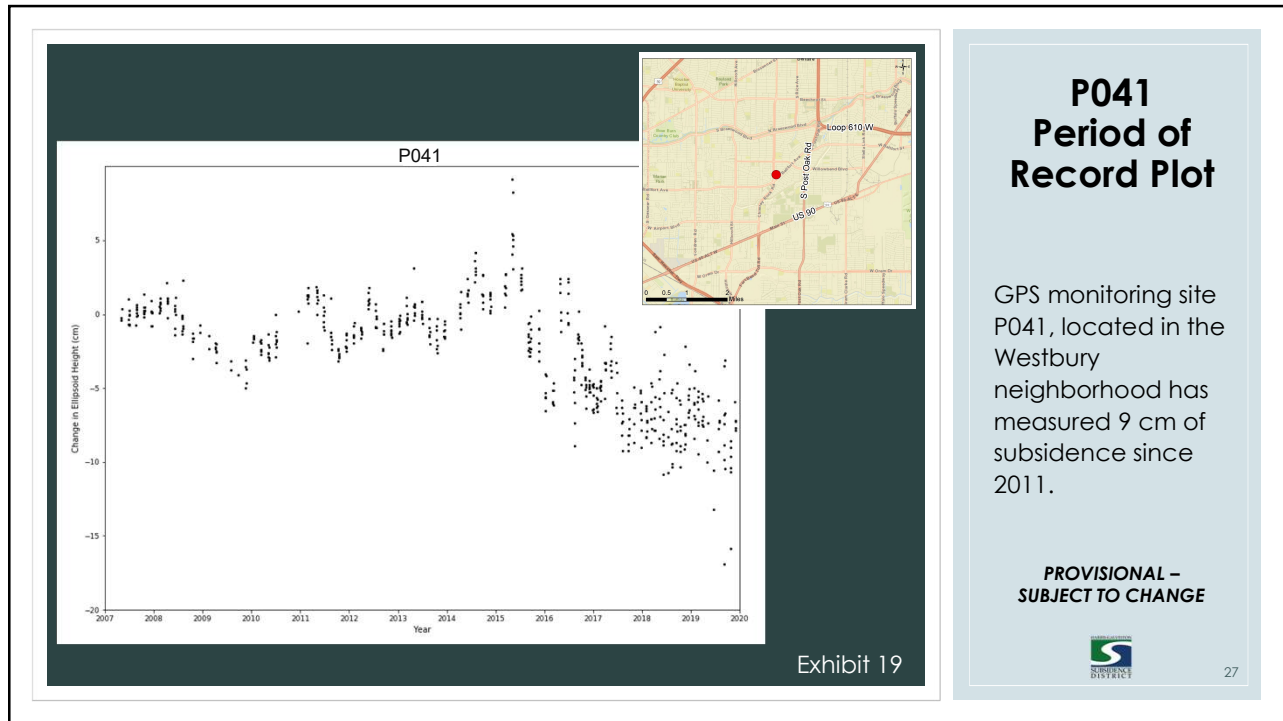 P041
Period of
Record Plot
GPS monitoring site
P041, located in the
Westbury
neighborhood has
measured 9 cm of
subsidence since
2011.
PROVISIONAL –
SUBJECT TO CHANGE
SUBSIDENCE
DISTRICT
27
P041
Change in Ellipsoid Height (cm)
5
0
−5
−10
−15
−20
2007 2008 2009 2010 2011 2012 2013 2014 2015 2016 2017 2018 2019 2020
Year
Loop 610 W
S Post Oak Rd
US 90
0 0.5 1 2
Miles
Exhibit 19